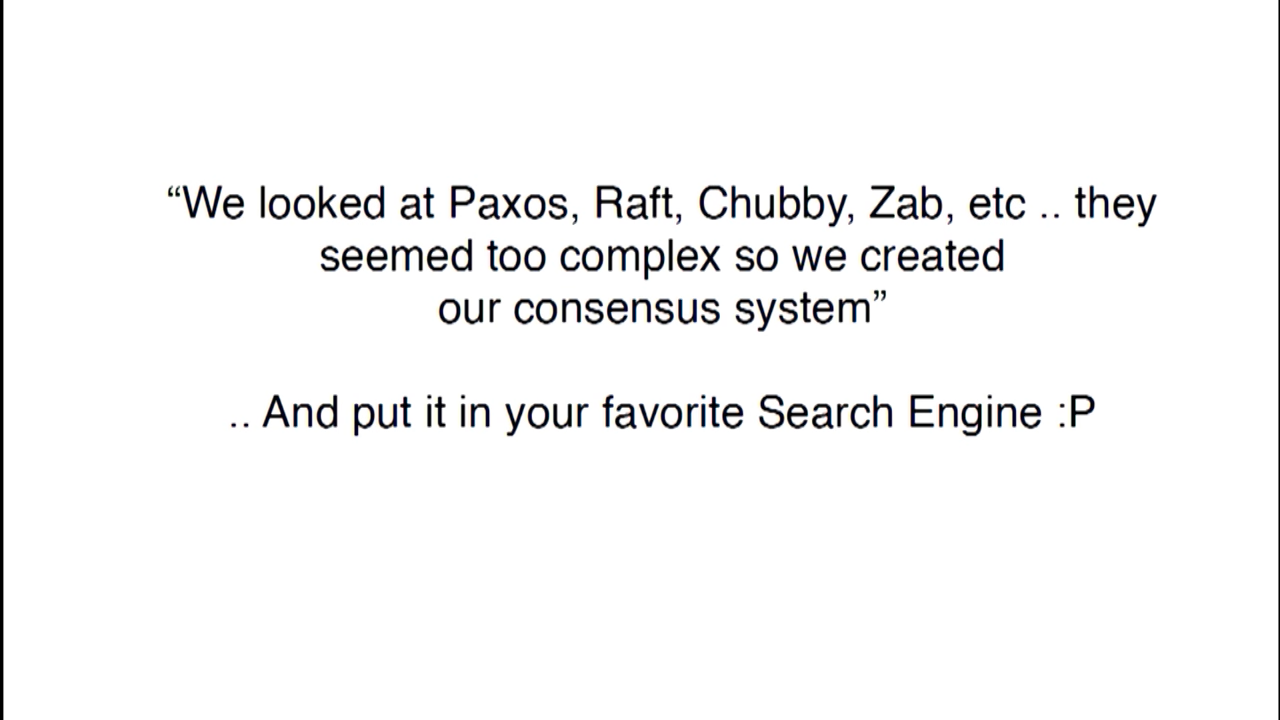 “We looked at Paxos, Raft, Chubby, Zab, etc .. they
seemed too complex so we created
our consensus system”
.. And put it in your favorite Search Engine :P